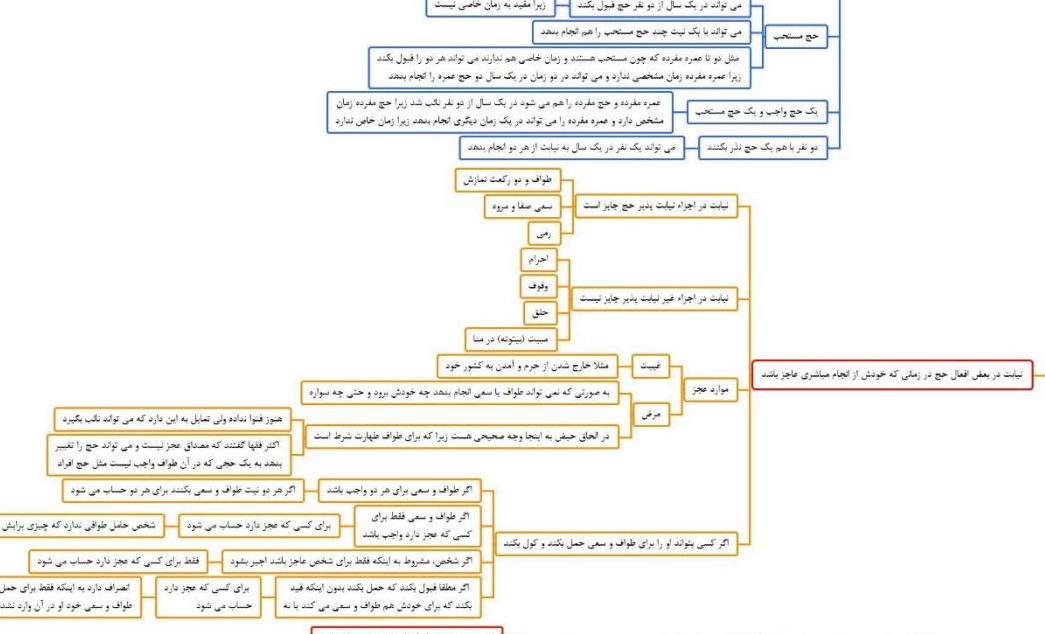 می تواند در یک سال از دو نفر حج قبول بکند
زیرا مقید به زمان خاصی نیست
حج مستحب
می تواند با یک نیت چند حج مستحب را هم انجام بدهد
مثل دو تا عمره مفرده که چون مستحب هستند و زمان خاصی هم ندارند می تواند هر دو را قبول بکند
زیرا عمره مفرده زمان مشخصی ندارد و می تواند در دو زمان در یک سال دو حج عمره را انجام بدهد
یک حج واجب و یک حج مستحب
عمره مفرده و حج مفرده را هم می شود در یک سال از دو نفر نائب شد زیرا حج مفرده زمان
مشخص دارد و عمره مفرده را می تواند در یک زمان دیگری انجام بدهد زیرا زمان خاص ندارد
دو نفر با هم یک حج نذر بکنند
می تواند یک نفر در یک سال به نیابت از هر دو انجام بدهد
نیابت در بعض افعال حج در زمانی که خودش از انجام مباشری عاجز باشد
نیابت در اجزاء نیابت پذیر حج جایز است
طواف و دو رکعت نمازش
سعی صفا و مروه
رمی
نیابت در اجزاء غیر نیابت پذیر جایز نیست
احرام
وقوف
حلق
مبیت (بیتوته) در منا
موارد عجز
غیبت
مثلا خارج شدن از حرم و آمدن به کشور خود
مرض
به صورتی که نمی تواند طواف یا سعی انجام بدهد چه خودش برود و حتی چه سواره
در الحاق حیض به اینجا وجه صحیحی هست زیرا که برای طواف طهارت شرط است
هنوز فتوا نداده ولی تمایل به این دارد که می تواند نائب بگیرد
اکثر فقها گفتند که مصداق عجز نیست و می تواند حج را تغییر
بدهد به یک حجی که در آن طواف واجب نیست مثل حج افراد
اگر کسی بتواند او را برای طواف و سعی حمل بکند و کول بکند
اگر طواف و سعی برای هر دو واجب باشد
اگر هر دو نیت طواف و سعی بکنند برای هر دو حساب می شود
اگر طواف و سعی فقط برای
کسی که عجز دارد واجب باشد
برای کسی که عجز دارد حساب می شود
شخص حامل طوافی ندارد که چیزی برایش
اگر شخص، مشروط به اینکه فقط برای شخص عاجز باشد اجیر بشود
فقط برای کسی که عجز دارد حساب می شود
اگر مطلقا قبول بکند که حمل بکند بدون اینکه قید
بکند که برای خودش هم طواف و سعی می کند یا نه
برای کسی که عجز دارد
حساب می شود
انصراف دارد به اینکه فقط برای حمل
طواف و سعی خود او در آن وارد نشد